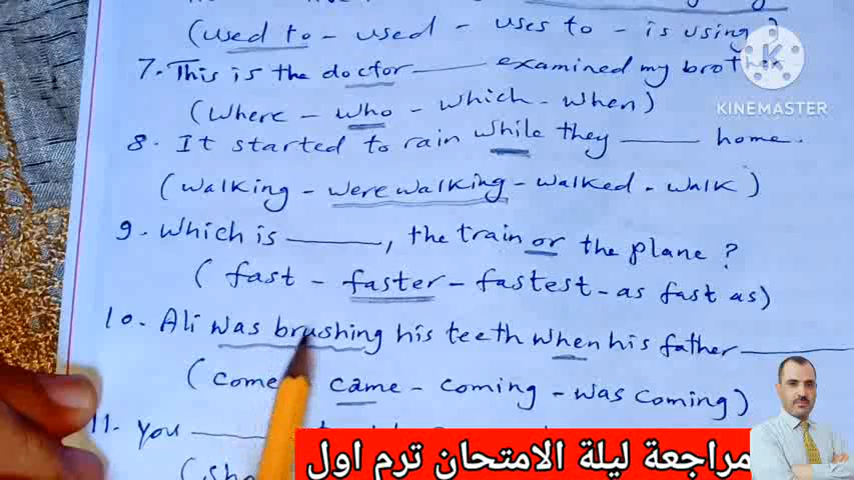 (used to - used - uses to - is using)
7. This is the doctor ____ examined my brother
(Where - who - which - when)
8. It started to rain while they ____ home.
(walking - were walking - walked - walk)
9. Which is ____, the train or the plane?
(fast - faster - fastest - as fast as)
10. Ali was brushing his teeth when his father ____
(come - came - coming - was coming)
11. You ____
(sho
KINEMASTER
مراجعة ليلة الامتحان ترم اول